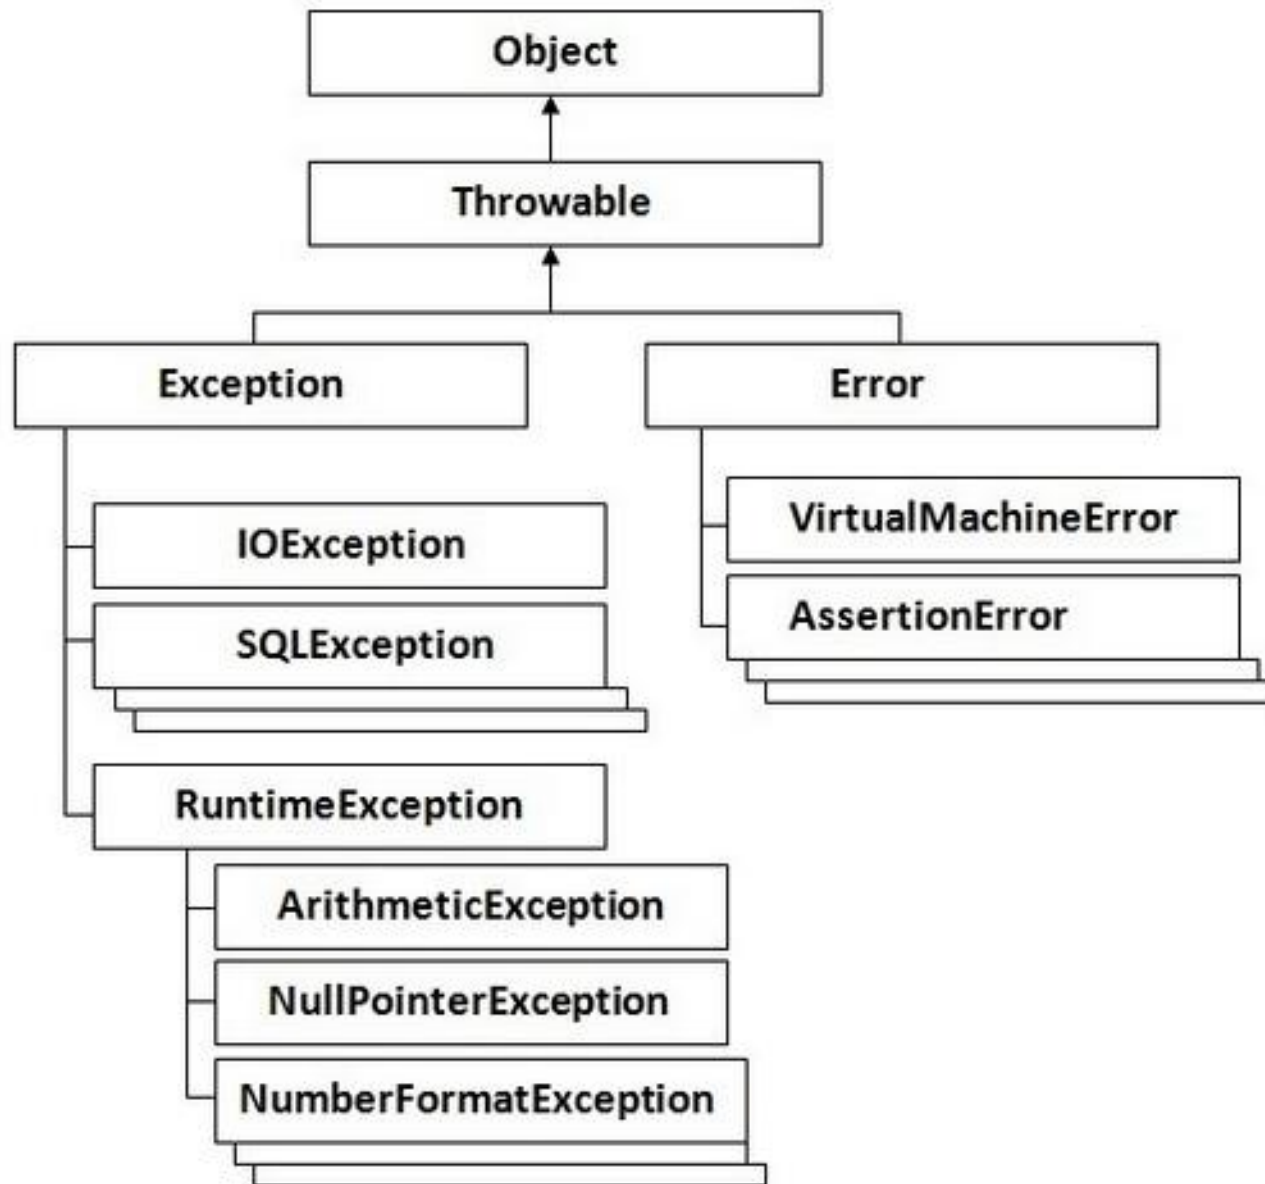 Object
Throwable
Exception
Error
IOException
VirtualMachineError
SQLException
AssertionError
RuntimeException
ArithmeticException
NullPointerException
NumberFormatException